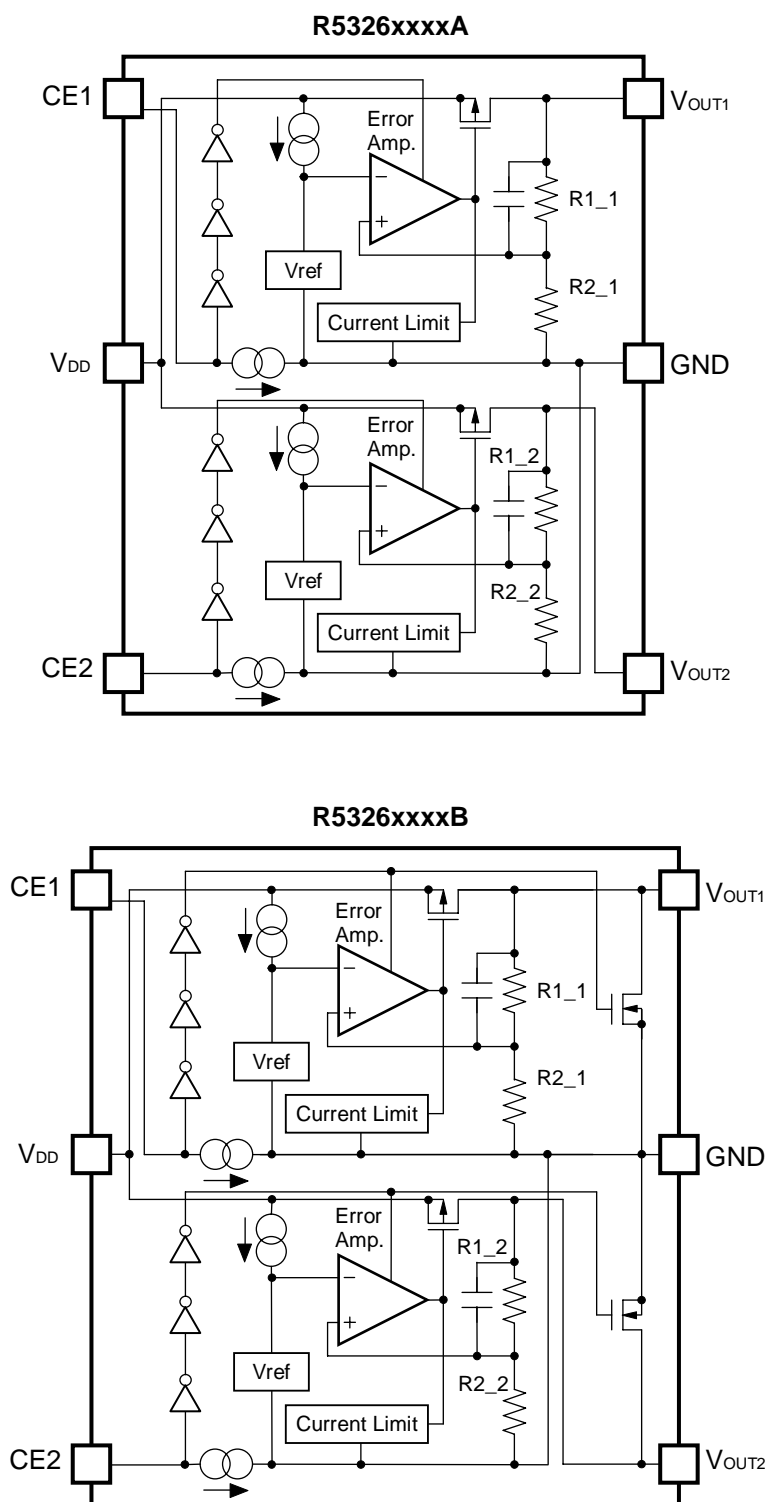 R5326xxxxA
CE1
VOUT1
Error
Amp.
−
+
R1_1
Vref
R2_1
Current Limit
VDD
GND
Error
Amp.
R1_2
−
+
Vref
R2_2
Current Limit
CE2
VOUT2
R5326xxxxB
CE1
VOUT1
Error
Amp.
−
+
R1_1
Vref
R2_1
Current Limit
VDD
GND
Error
Amp.
R1_2
−
+
Vref
R2_2
Current Limit
CE2
VOUT2